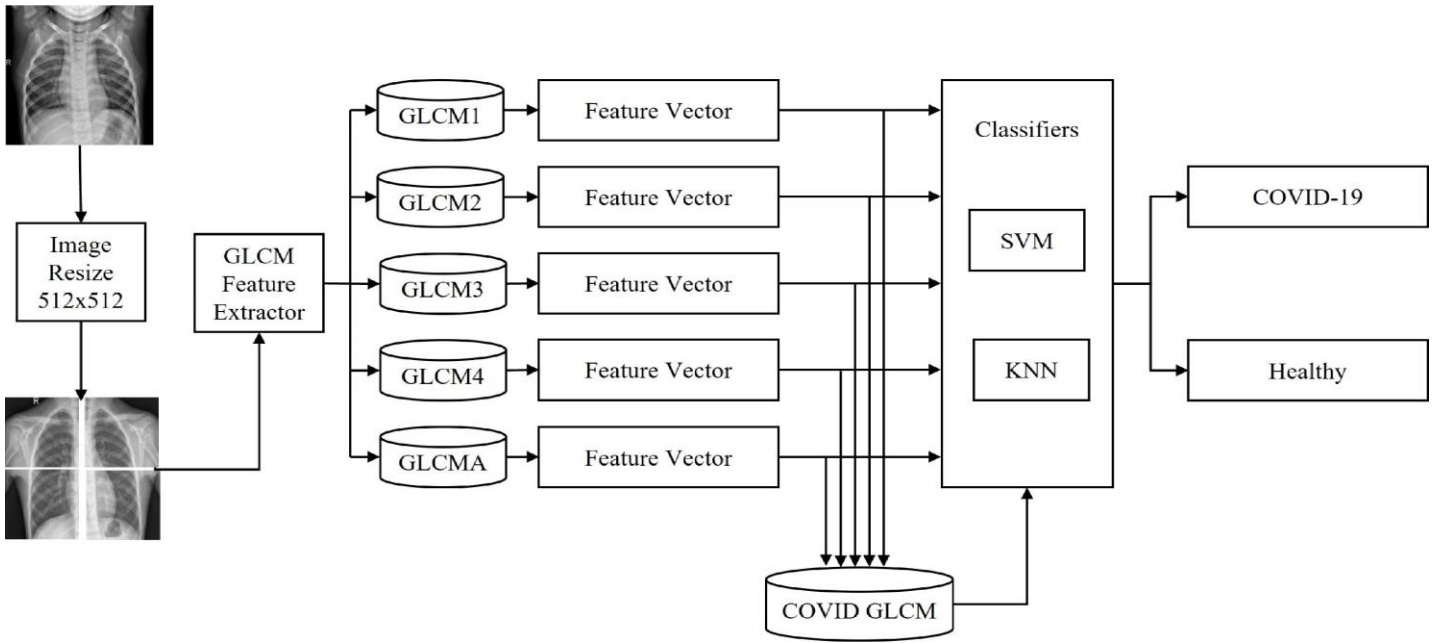 R
Image
Resize
512x512
R
GLCM
Feature
Extractor
GLCM1
Feature Vector
GLCM2
Feature Vector
GLCM3
Feature Vector
GLCM4
Feature Vector
GLCMA
Feature Vector
Classifiers
SVM
KNN
COVID-19
Healthy
COVID GLCM